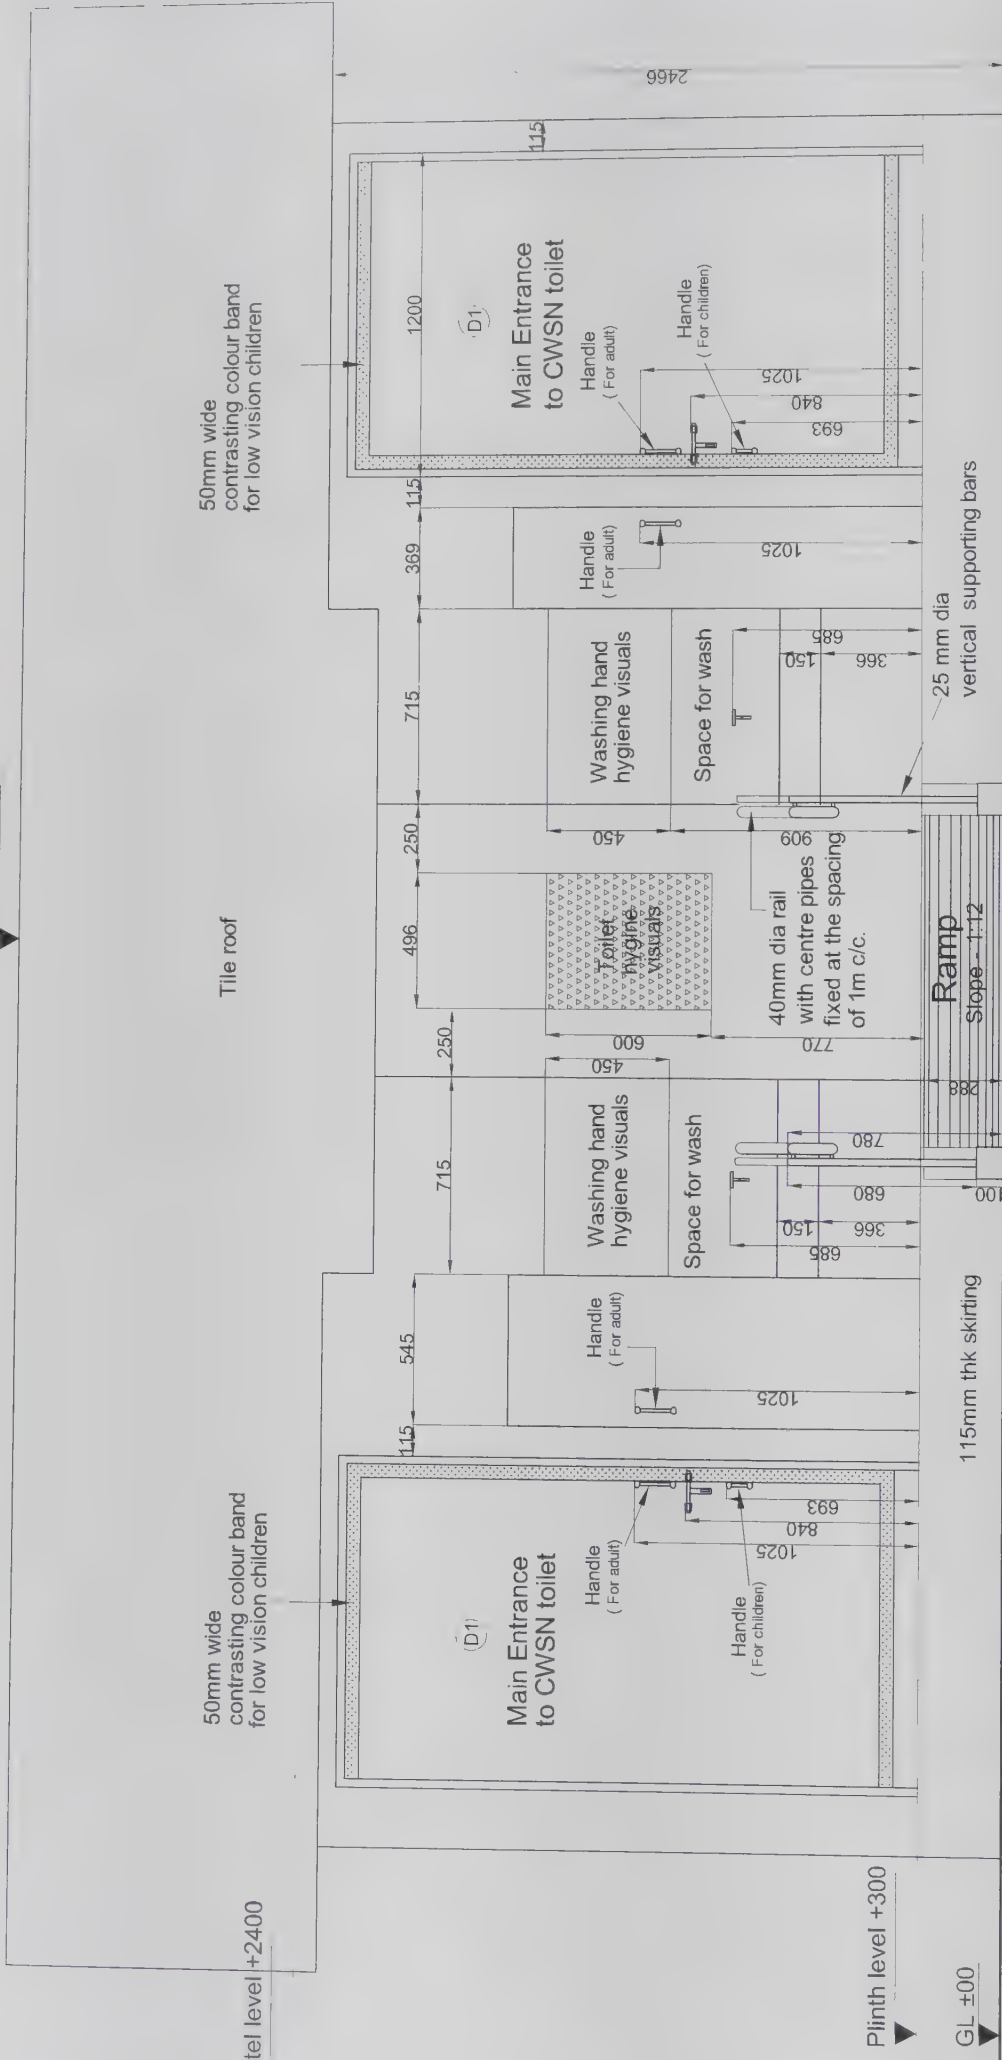 Tile roof
50mm wide
contrasting colour band
for low vision children
50mm wide
contrasting colour band
for low vision children
tel level +2400
115
545
715
250
496
250
715
369
115
1200
115
2466
D1
Main Entrance
to CWSN toilet
Handle
( For adult)
Handle
( For children)
1025
840
693
Handle
( For adult)
1025
Washing hand
hygiene visuals
Space for wash
450
685
150
366
680
780
600
770
Toilet
hygine
visuals
40mm dia rail
with centre pipes
fixed at the spacing
of 1m c/c.
450
909
Washing hand
hygiene visuals
Space for wash
685
150
366
Handle
( For adult)
1025
D1
Main Entrance
to CWSN toilet
Handle
( For adult)
Handle
( For children)
1025
840
693
Plinth level +300
GL ±00
115mm thk skirting
100
288
Ramp
Slope - 1:12
25 mm dia
vertical supporting bars